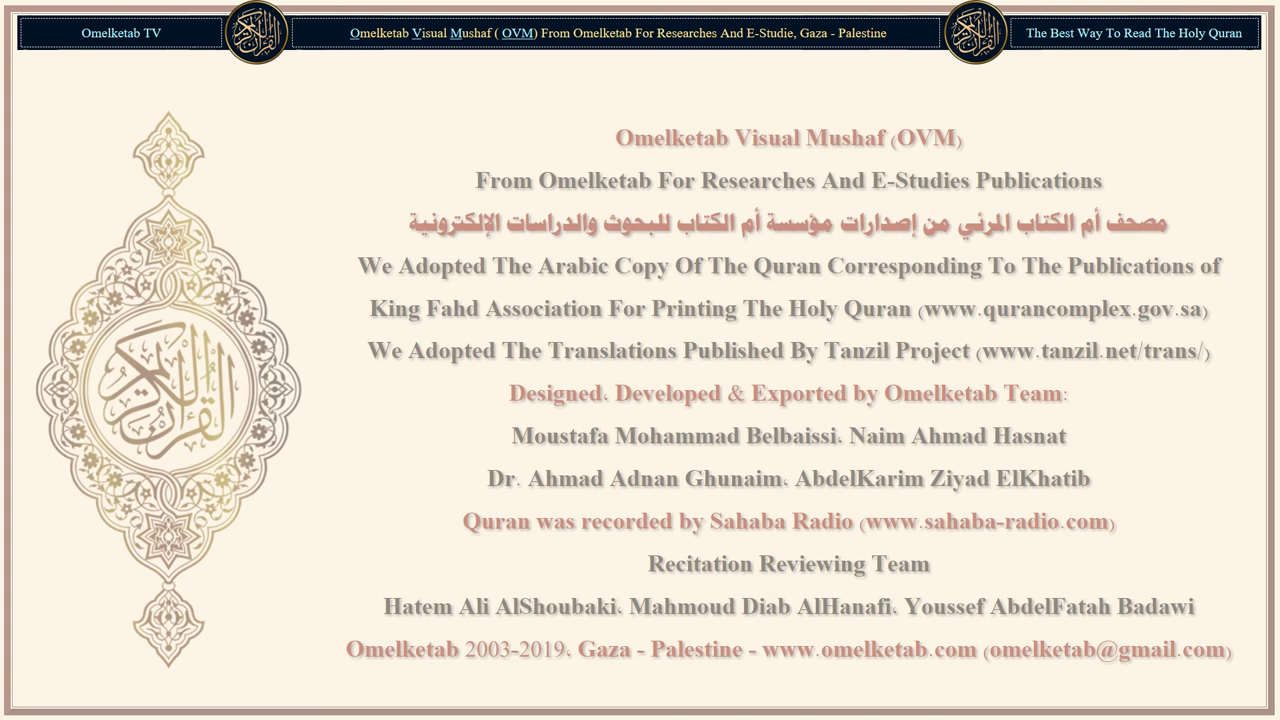 Omelketab TV
Omelketab Visual Mushaf ( OVM) From Omelketab For Researches And E-Studie, Gaza - Palestine
The Best Way To Read The Holy Quran
Omelketab Visual Mushaf (OVM)
From Omelketab For Researches And E-Studies Publications
مصحف أم الكتاب المرئي من إصدارات مؤسسة أم الكتاب للبحوث والدراسات الإلكترونية
We Adopted The Arabic Copy Of The Quran Corresponding To The Publications of
King Fahd Association For Printing The Holy Quran (www.qurancomplex.gov.sa)
We Adopted The Translations Published By Tanzil Project (www.tanzil.net/trans/)
Designed، Developed & Exported by Omelketab Team:
Moustafa Mohammad Belbaissi، Naim Ahmad Hasnat
Dr. Ahmad Adnan Ghunaim، AbdelKarim Ziyad ElKhatib
Quran was recorded by Sahaba Radio (www.sahaba-radio.com)
Recitation Reviewing Team
Hatem Ali AlShoubaki، Mahmoud Diab AlHanafi، Youssef AbdelFatah Badawi
Omelketab 2003-2019، Gaza - Palestine - www.omelketab.com (omelketab@gmail.com)
القرآن الكريم